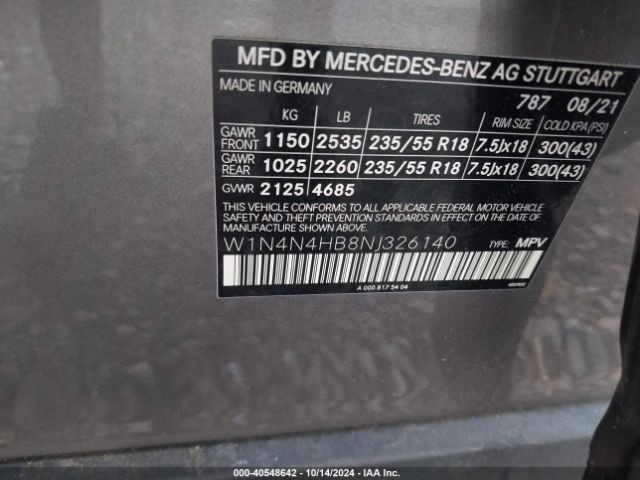 MFD BY MERCEDES-BENZ AG STUTTGART
MADE IN GERMANY 787 08/21
KG LB TIRES RIM SIZE COLD KPA (PSI)
GAWR FRONT 1150 2535 235/55 R18 7.5Jx18 300(43)
GAWR REAR 1025 2260 235/55 R18 7.5Jx18 300(43)
GVWR 2125 4685
THIS VEHICLE CONFORMS TO ALL APPLICABLE FEDERAL MOTOR VEHICLE
SAFETY AND THEFT PREVENTION STANDARDS IN EFFECT ON THE DATE
OF MANUFACTURE SHOWN ABOVE.
W1N4N4HB8NJ326140 TYPE: MPV
A 000 817 54 04
000-40548642 - 10/14/2024 - IAA Inc.